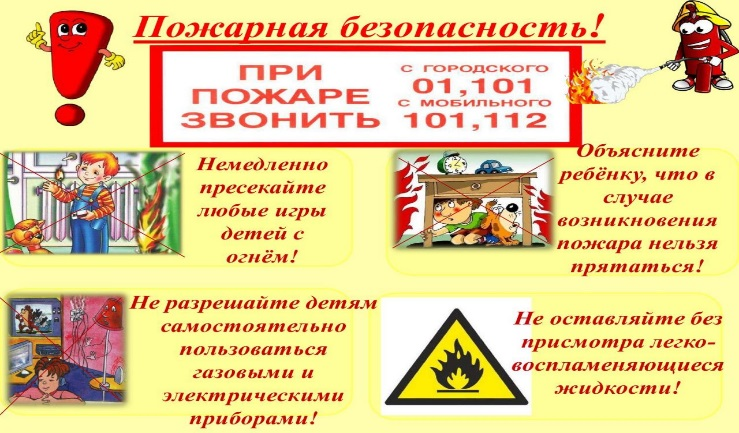 Пожарная безопасность!
ПРИ
ПОЖАРЕ
ЗВОНИТЬ
С ГОРОДСКОГО
01,101
С МОБИЛЬНОГО
101,112
Немедленно
пресекайте
любые игры
детей с
огнём!
Объясните
ребёнку, что в
случае
возникновения
пожара нельзя
прятаться!
Не разрешайте детям
самостоятельно
пользоваться
газовыми и
электрическими
приборами!
Не оставляйте без
присмотра легко-
воспламеняющиеся
жидкости!